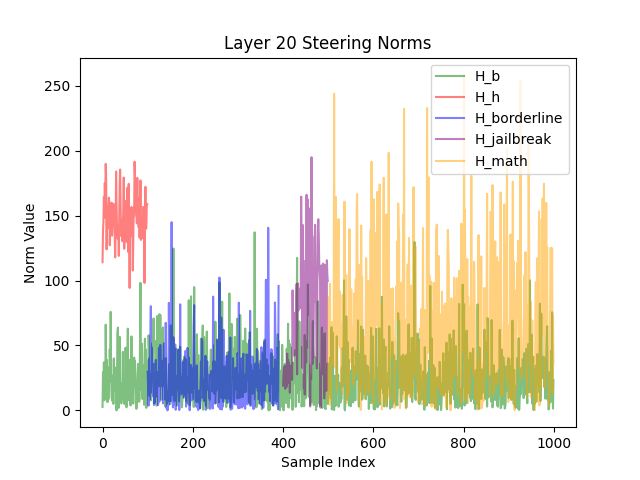 Layer 20 Steering Norms
H_b
H_h
H_borderline
H_jailbreak
H_math
Norm Value
250
200
150
100
50
0
0
200
400
600
800
1000
Sample Index